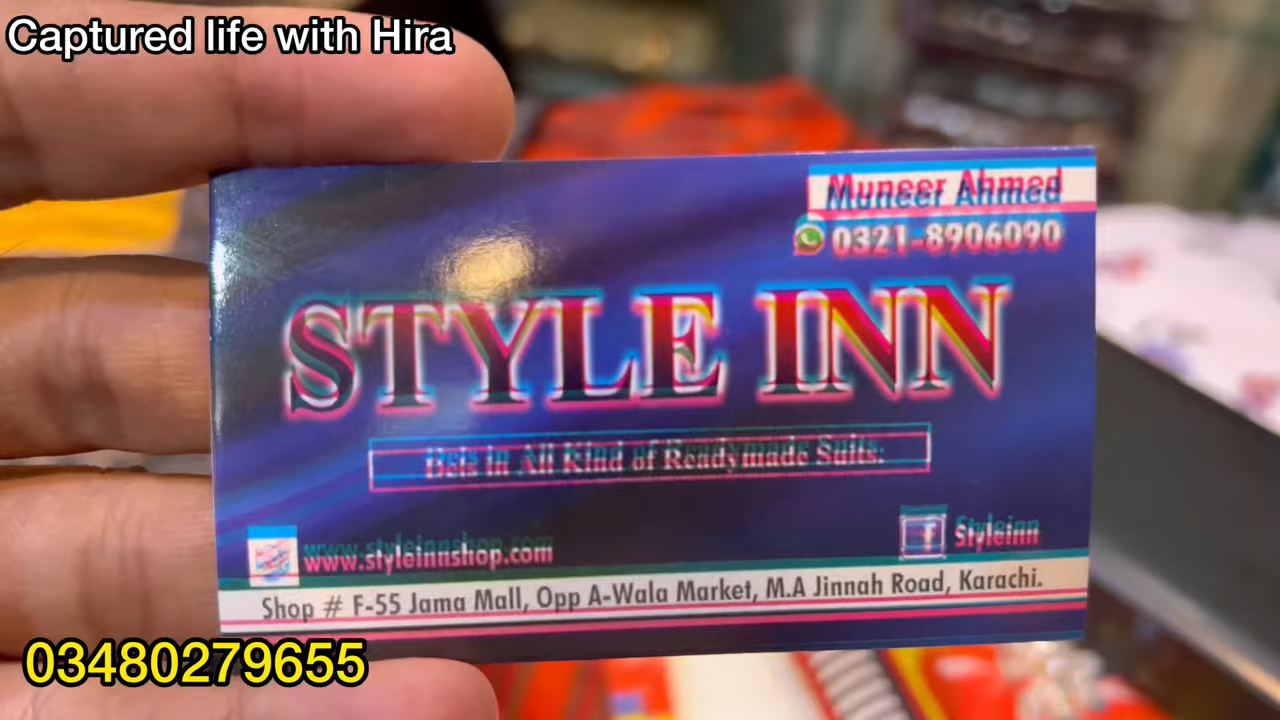 Captured life with Hira
Muneer Ahmed
0321-8906090
STYLE INN
in All Kind of Readymade Suits:
www.styleinnshop.com
Styleinn
Shop # F-55 Jama Mall, Opp A-Wala Market, M.A Jinnah Road, Karachi.
03480279655